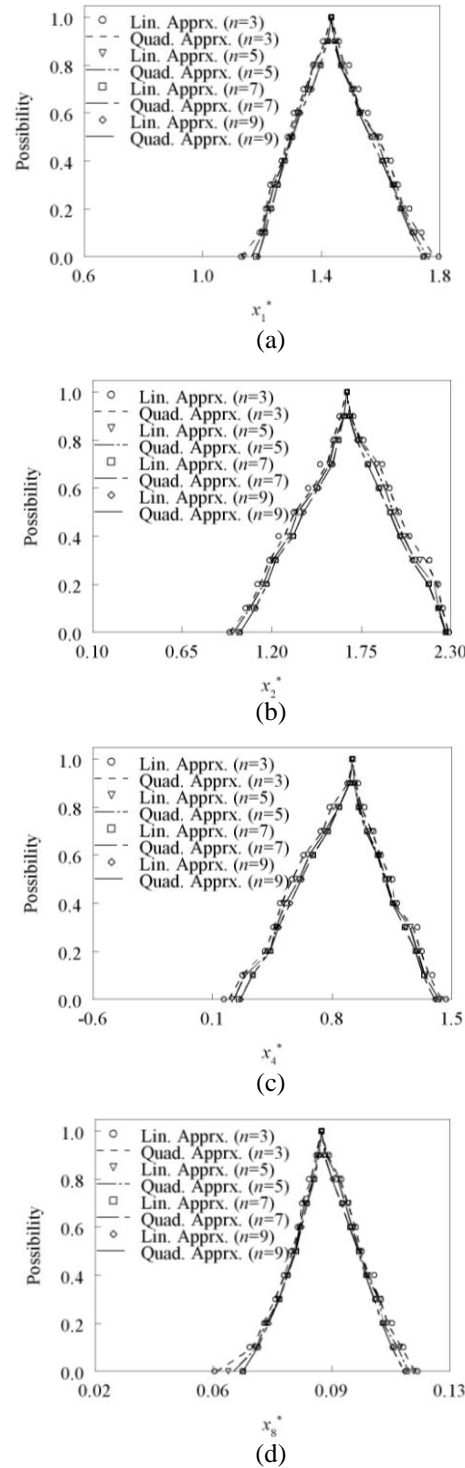 1.0
0.8
0.6
0.4
0.2
0.0
Possibility
Lin. Apprx. (n=3)
Quad. Apprx. (n=3)
Lin. Apprx. (n=5)
Quad. Apprx. (n=5)
Lin. Apprx. (n=7)
Quad. Apprx. (n=7)
Lin. Apprx. (n=9)
Quad. Apprx. (n=9)
0.6 1.0 1.4 1.8
x₁*
(a)
1.0
0.8
0.6
0.4
0.2
0.0
Possibility
Lin. Apprx. (n=3)
Quad. Apprx. (n=3)
Lin. Apprx. (n=5)
Quad. Apprx. (n=5)
Lin. Apprx. (n=7)
Quad. Apprx. (n=7)
Lin. Apprx. (n=9)
Quad. Apprx. (n=9)
0.10 0.65 1.20 1.75 2.30
x₂*
(b)
1.0
0.8
0.6
0.4
0.2
0.0
Possibility
Lin. Apprx. (n=3)
Quad. Apprx. (n=3)
Lin. Apprx. (n=5)
Quad. Apprx. (n=5)
Lin. Apprx. (n=7)
Quad. Apprx. (n=7)
Lin. Apprx. (n=9)
Quad. Apprx. (n=9)
-0.6 0.1 0.8 1.5
x₄*
(c)
1.0
0.8
0.6
0.4
0.2
0.0
Possibility
Lin. Apprx. (n=3)
Quad. Apprx. (n=3)
Lin. Apprx. (n=5)
Quad. Apprx. (n=5)
Lin. Apprx. (n=7)
Quad. Apprx. (n=7)
Lin. Apprx. (n=9)
Quad. Apprx. (n=9)
0.02 0.06 0.09 0.13
x₈*
(d)